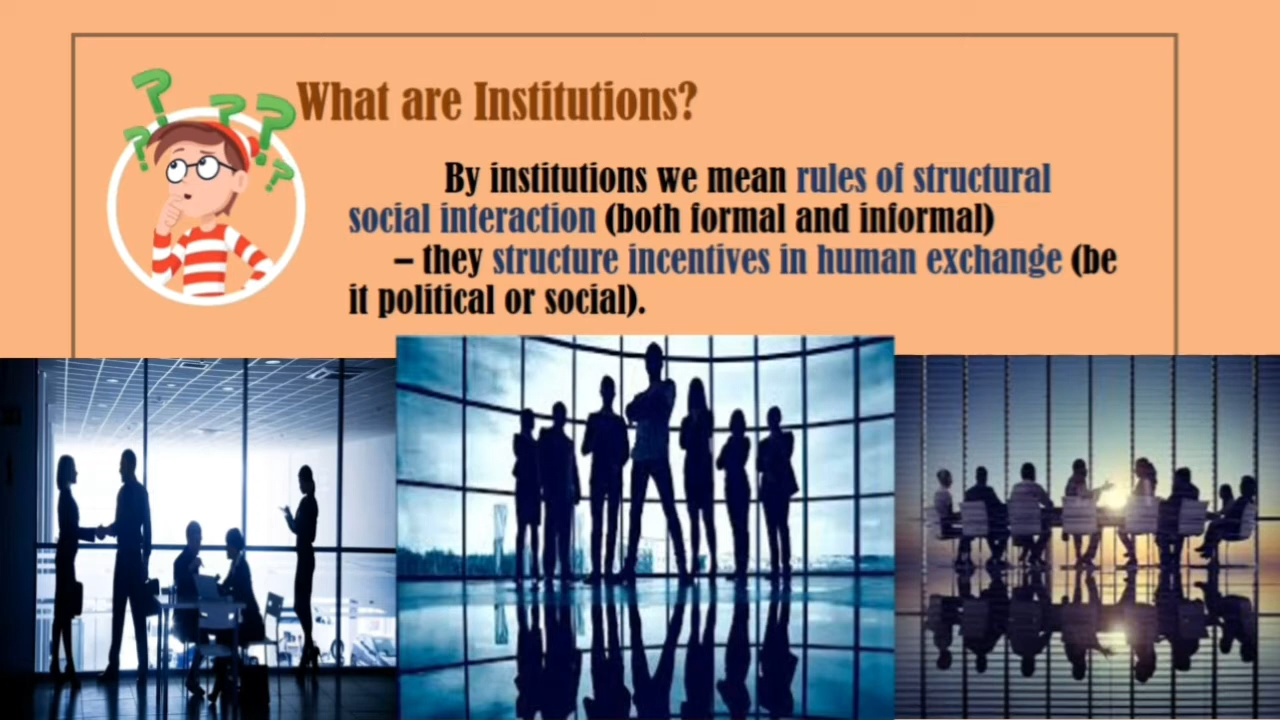 What are Institutions?
By institutions we mean rules of structural
social interaction (both formal and informal)
– they structure incentives in human exchange (be
it political or social).